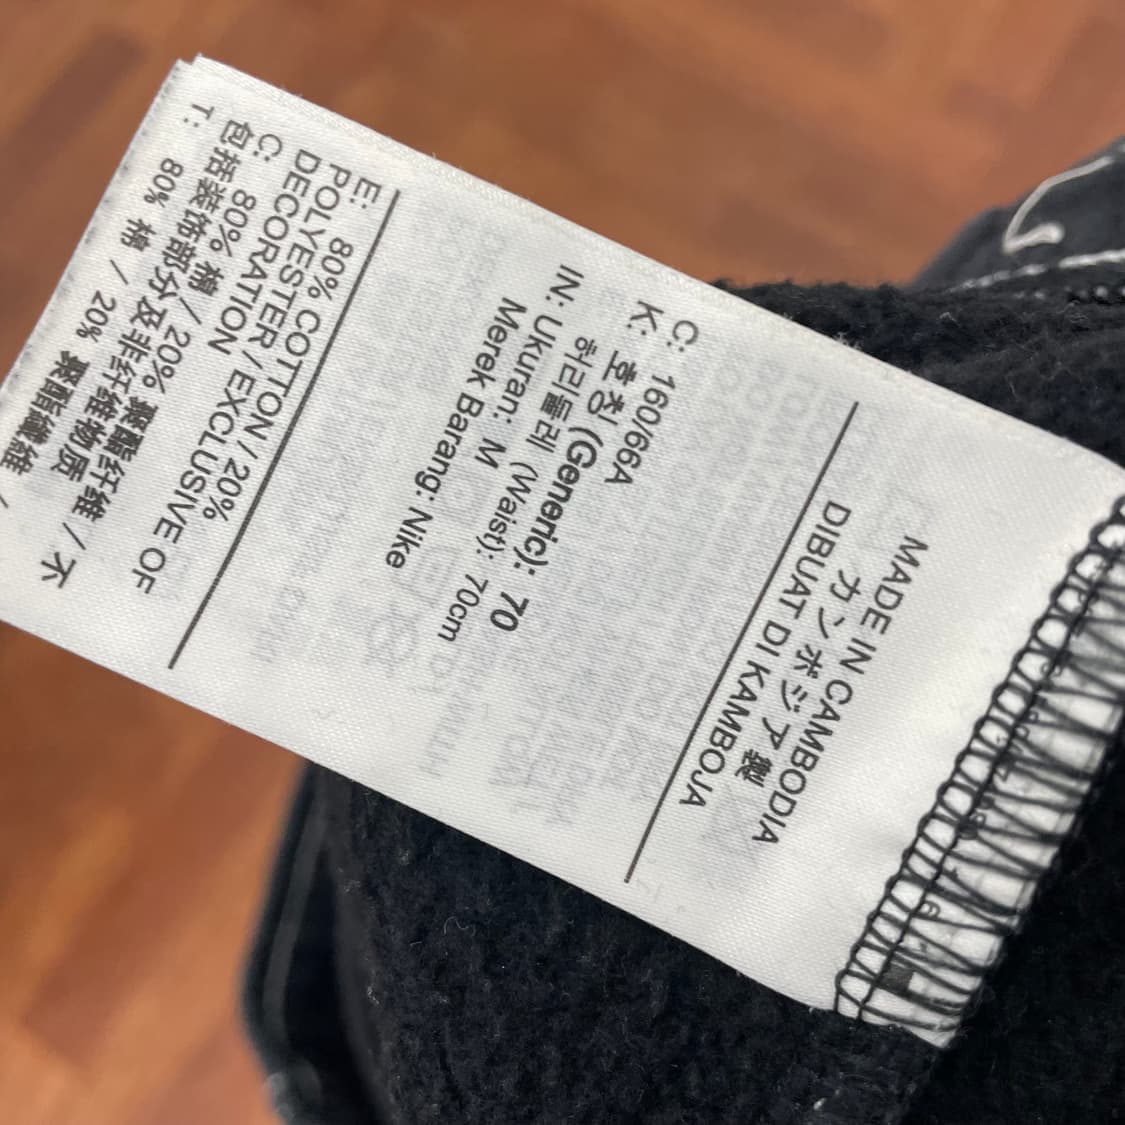 MADE IN CAMBODIA
カンボジア製
DIBUAT DI KAMBOJA
C: 160/66A
K: 호칭 (Generic): 70
허리둘레 (Waist): 70cm
IN: Ukuran: M
Merek Barang: Nike
E: 80% COTTON / 20%
POLYESTER / EXCLUSIVE OF
DECORATION
C: 80% 棉 / 20% 聚酯纤维 / 不
包括装饰部分及非纤维物质
T: 80% 棉 / 20% 聚酯纖維 /